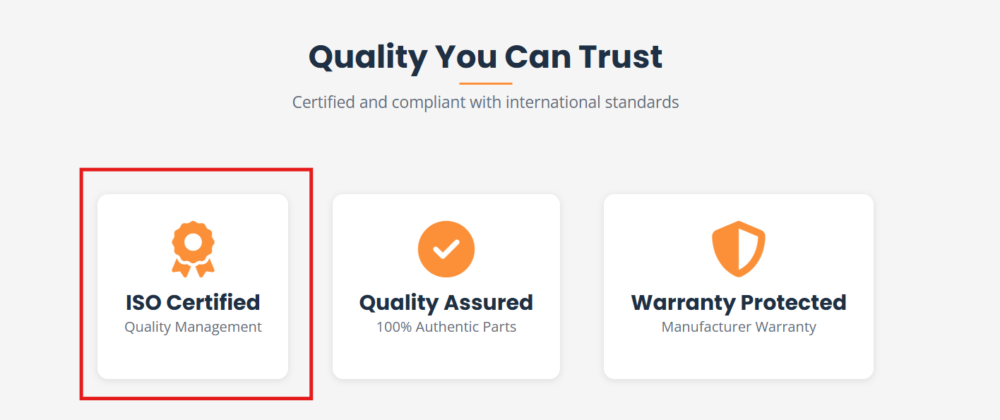 Quality You Can Trust
Certified and compliant with international standards
ISO Certified
Quality Management
Quality Assured
100% Authentic Parts
Warranty Protected
Manufacturer Warranty